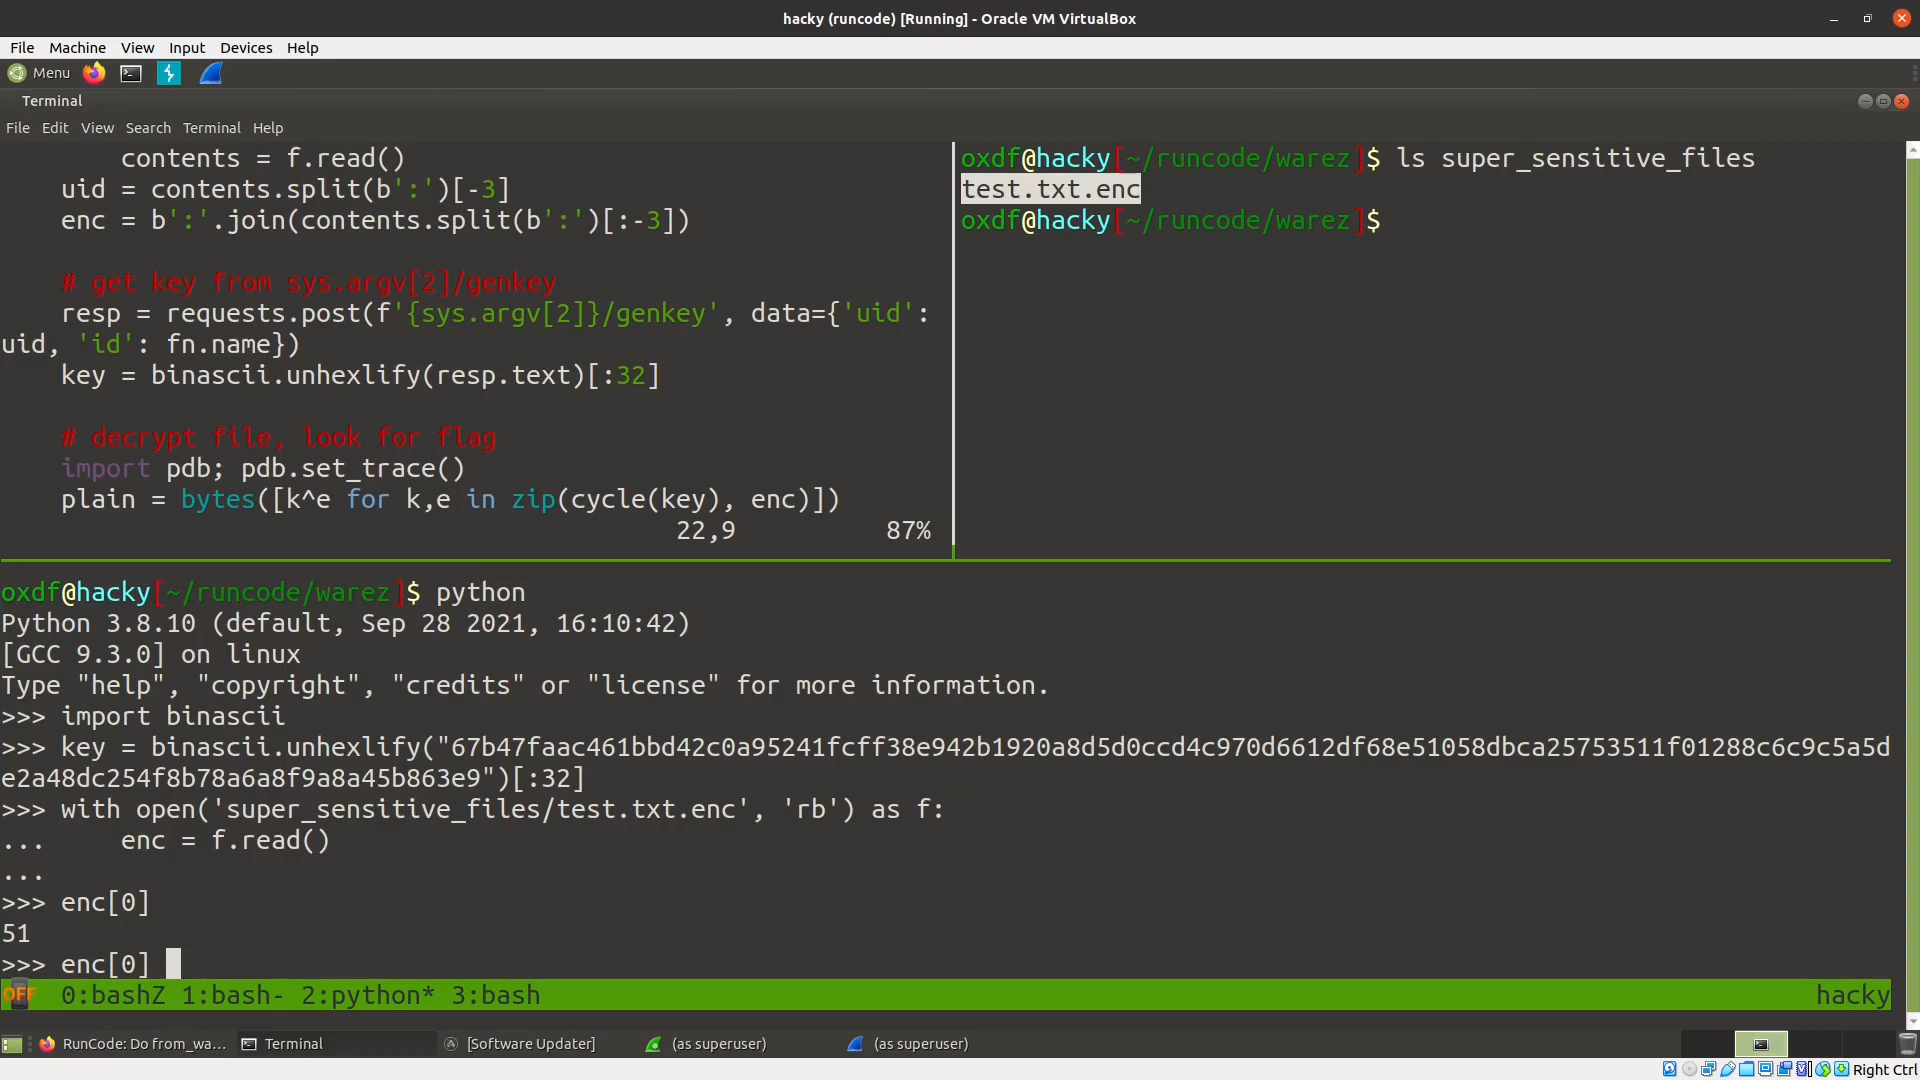 hacky (runcode) [Running] - Oracle VM VirtualBox
File Machine View Input Devices Help
Menu
Terminal
File Edit View Search Terminal Help
        contents = f.read()
    uid = contents.split(b':')[-3]
    enc = b':'.join(contents.split(b':')[:-3])
    # get key from sys.argv[2]/genkey
    resp = requests.post(f'{sys.argv[2]}/genkey', data={'uid':
uid, 'id': fn.name})
    key = binascii.unhexlify(resp.text)[:32]
    # decrypt file, look for flag
    import pdb; pdb.set_trace()
    plain = bytes([k^e for k,e in zip(cycle(key), enc)])
22,9 87%
oxdf@hacky[~/runcode/warez]$ ls super_sensitive_files
test.txt.enc
oxdf@hacky[~/runcode/warez]$
oxdf@hacky[~/runcode/warez]$ python
Python 3.8.10 (default, Sep 28 2021, 16:10:42)
[GCC 9.3.0] on linux
Type "help", "copyright", "credits" or "license" for more information.
>>> import binascii
>>> key = binascii.unhexlify("67b47faac461bbd42c0a95241fcff38e942b1920a8d5d0ccd4c970d6612df68e51058dbca25753511f01288c6c9c5a5d
e2a48dc254f8b78a6a8f9a8a45b863e9")[:32]
>>> with open('super_sensitive_files/test.txt.enc', 'rb') as f:
...     enc = f.read()
...
>>> enc[0]
51
>>> enc[0]
OFF 0:bashZ 1:bash- 2:python* 3:bash hacky
RunCode: Do from_wa... Terminal [Software Updater] (as superuser) (as superuser)
Right Ctrl